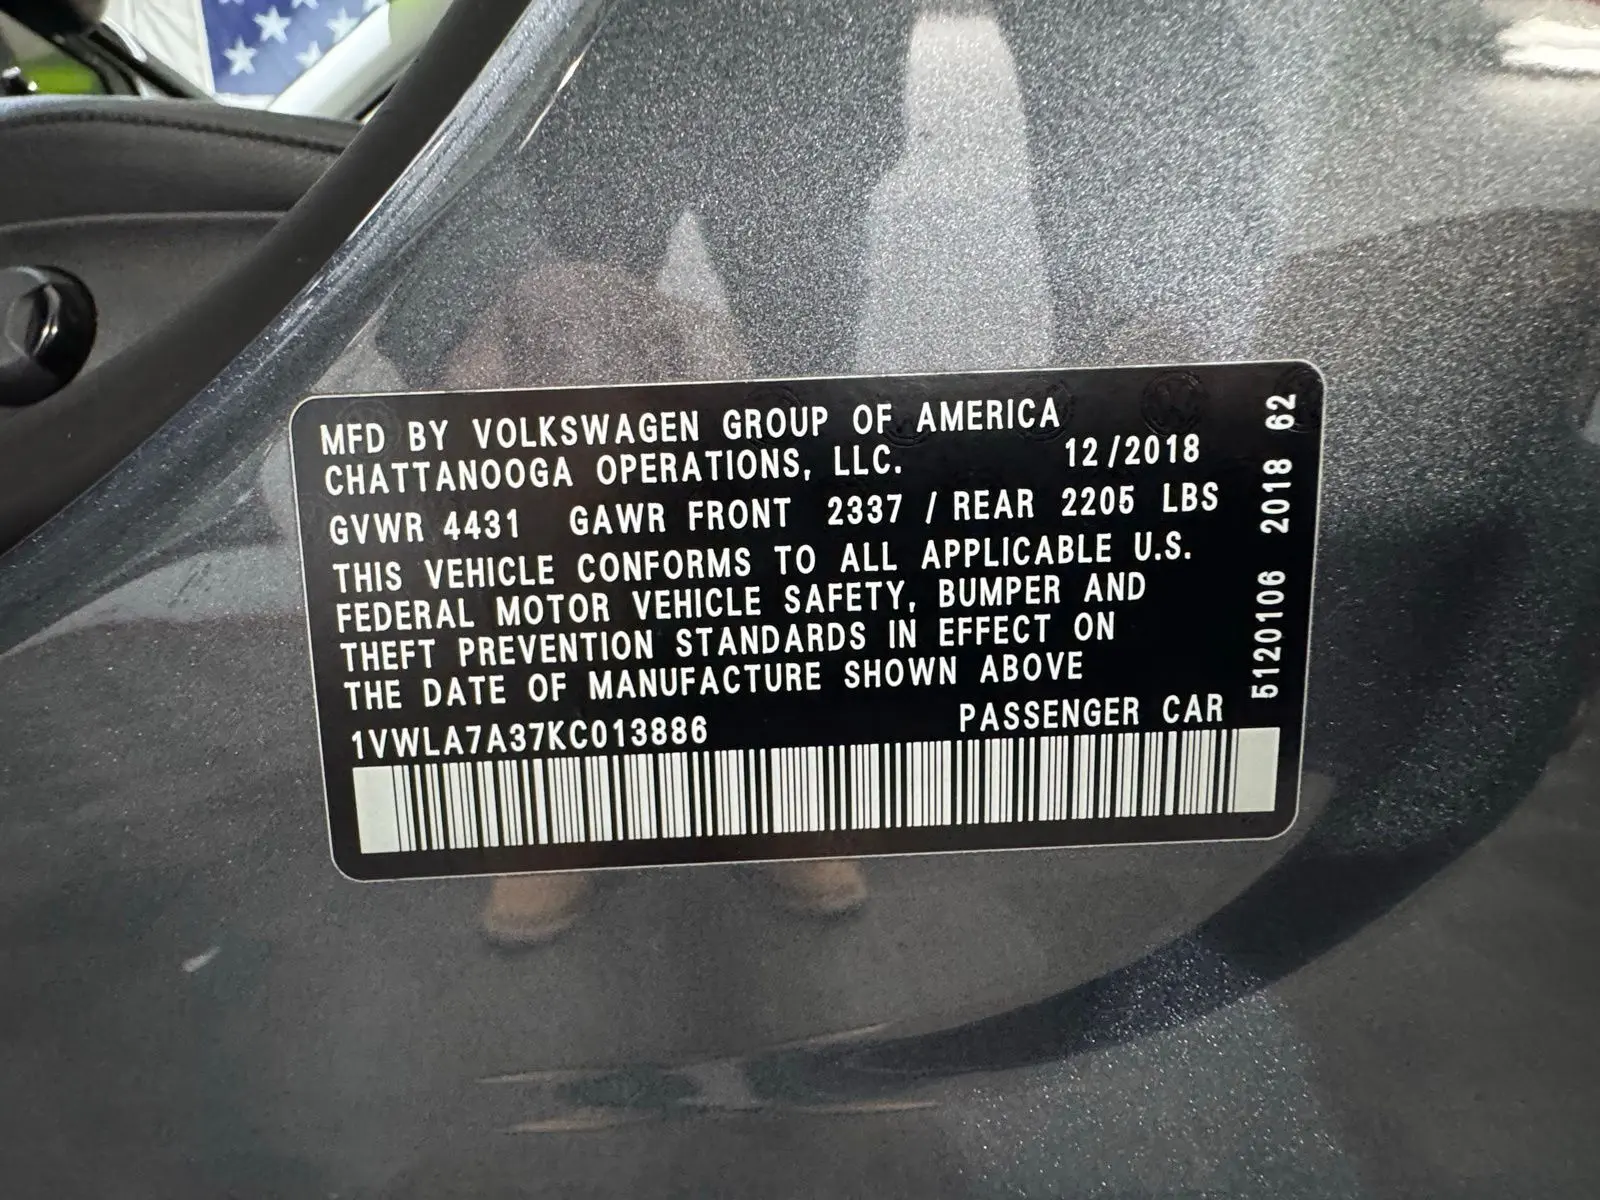 MFD BY VOLKSWAGEN GROUP OF AMERICA
CHATTANOOGA OPERATIONS, LLC. 12/2018
GVWR 4431 GAWR FRONT 2337 / REAR 2205 LBS
THIS VEHICLE CONFORMS TO ALL APPLICABLE U.S.
FEDERAL MOTOR VEHICLE SAFETY, BUMPER AND
THEFT PREVENTION STANDARDS IN EFFECT ON
THE DATE OF MANUFACTURE SHOWN ABOVE
1VWLA7A37KC013886 PASSENGER CAR
5120106 2018 62